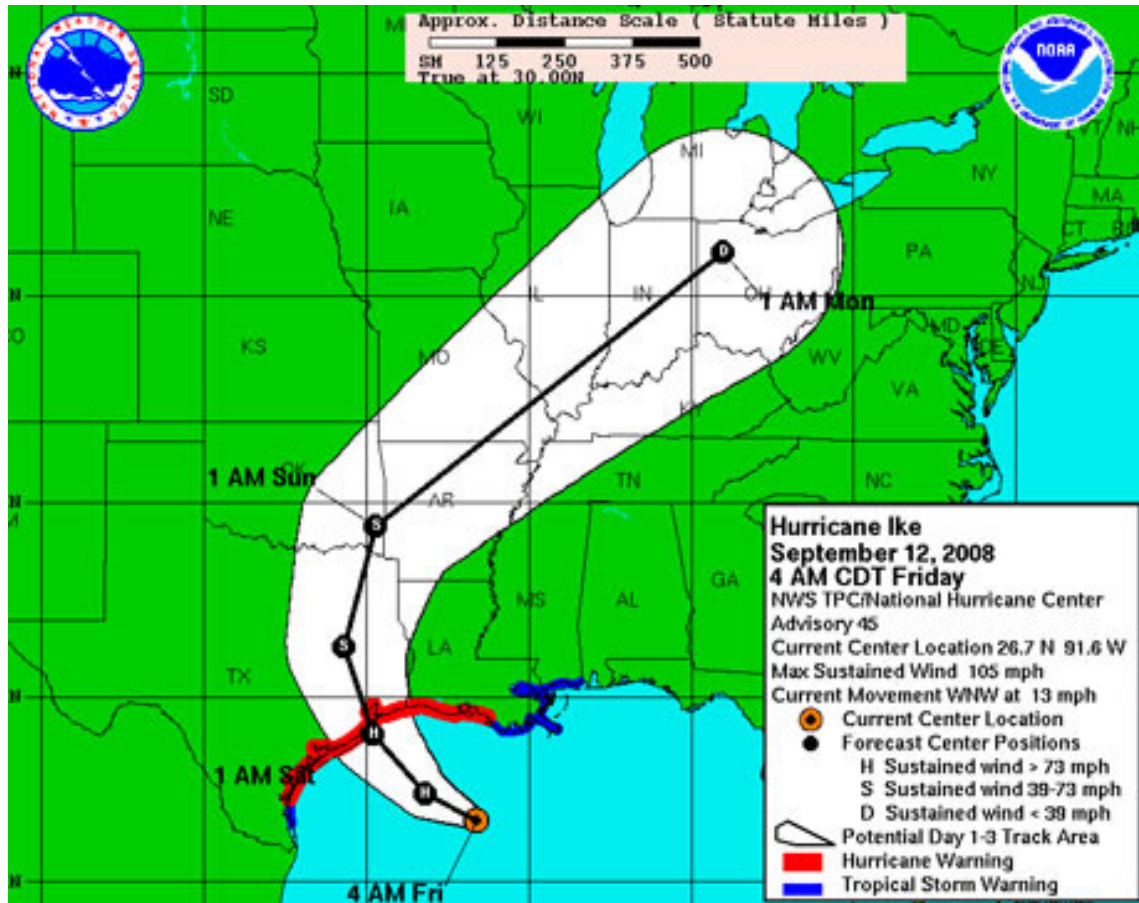 Approx. Distance Scale ( Statute Miles )
SM 125 250 375 500
True at 30.00N
NOAA
SD
WI
MI
VT
NH
NY
MA
CT
NE
IA
PA
NJ
D
IL
IN
OH
1 AM Mon
MD
DE
KS
MO
WV
VA
KY
1 AM Sun
OK
TN
NC
AR
S
MS
AL
GA
S
LA
TX
H
1 AM Sat
H
4 AM Fri
Hurricane Ike
September 12, 2008
4 AM CDT Friday
NWS TPC/National Hurricane Center
Advisory 45
Current Center Location 26.7 N 91.6 W
Max Sustained Wind 105 mph
Current Movement WNW at 13 mph
Current Center Location
Forecast Center Positions
H Sustained wind > 73 mph
S Sustained wind 39-73 mph
D Sustained wind < 39 mph
Potential Day 1-3 Track Area
Hurricane Warning
Tropical Storm Warning